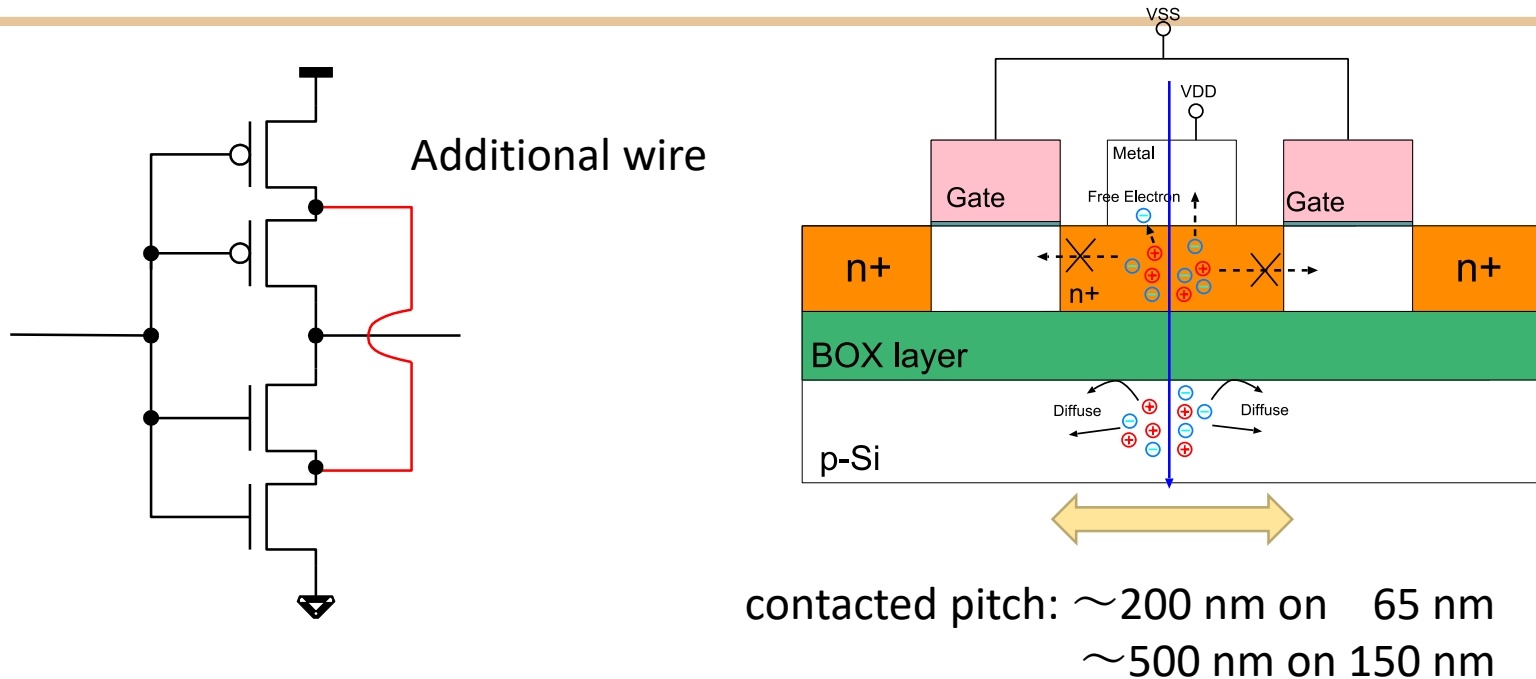 VSS
VDD
Additional wire
Metal
Gate
Free Electron
Gate
n+
n+
n+
BOX layer
Diffuse
Diffuse
p-Si
contacted pitch: ～200 nm on 65 nm
～500 nm on 150 nm